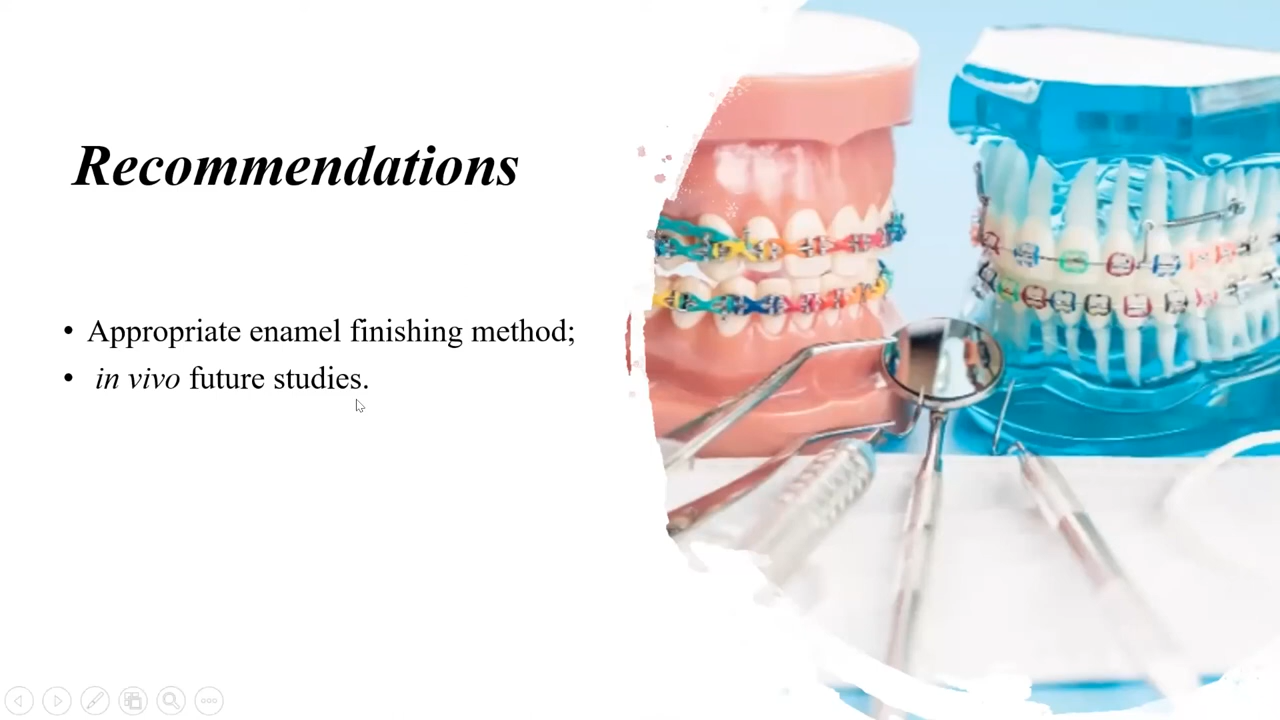 Recommendations
• Appropriate enamel finishing method;
• in vivo future studies.